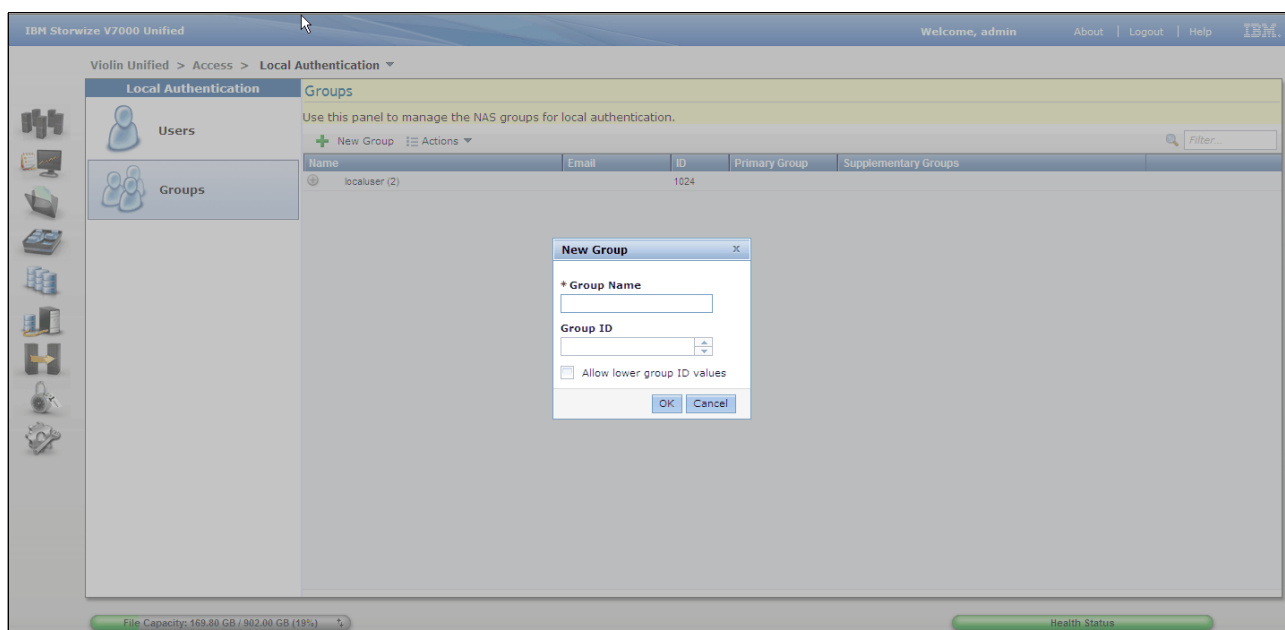 IBM Storwize V7000 Unified
Welcome, admin
About | Logout | Help
IBM.
Violin Unified > Access > Local Authentication
Local Authentication
Users
Groups
Groups
Use this panel to manage the NAS groups for local authentication.
New Group
Actions
Filter...
Name
Email
ID
Primary Group
Supplementary Groups
localuser (2)
1024
New Group
x
* Group Name
Group ID
Allow lower group ID values
OK
Cancel
File Capacity: 169.80 GB / 902.00 GB (19%)
Health Status